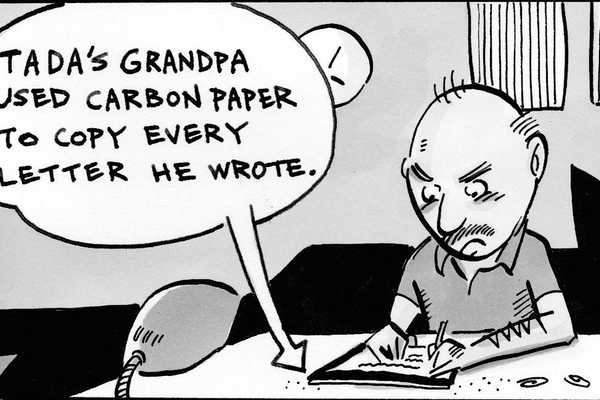 TADA'S GRANDPA
USED CARBON PAPER
TO COPY EVERY
LETTER HE WROTE.